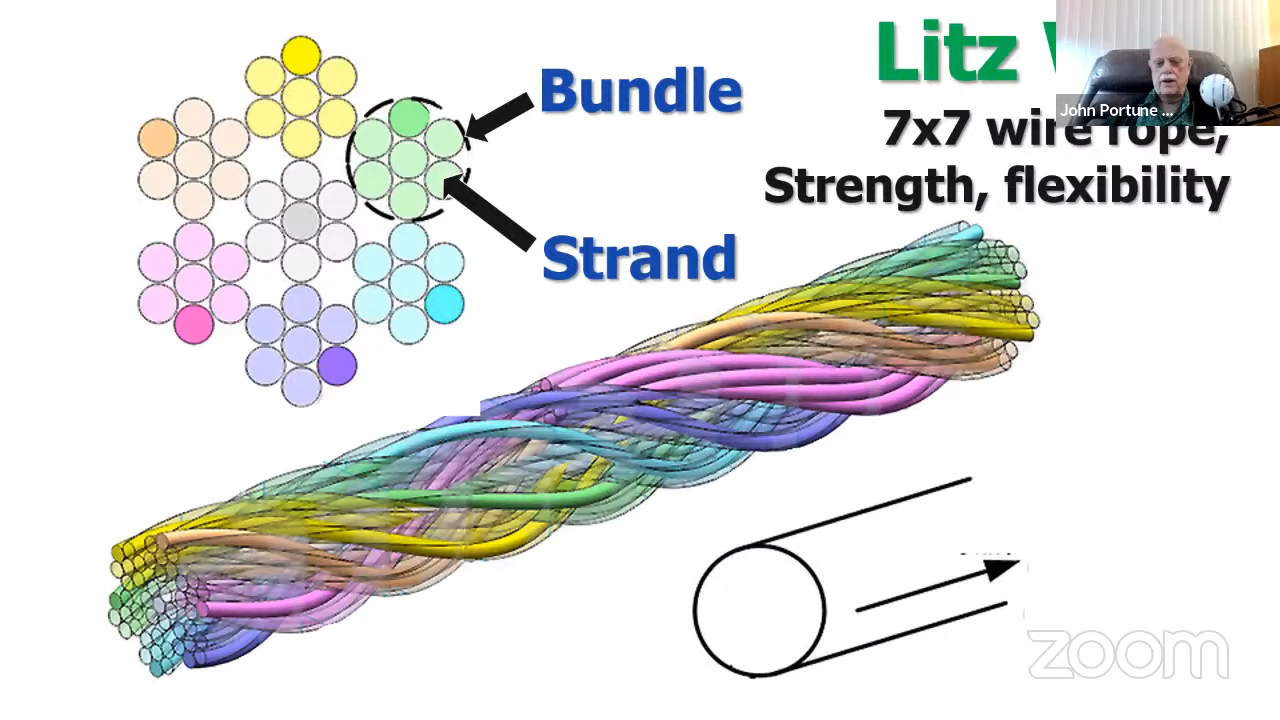 Litz
John Portune ...
7x7 wire rope,
Strength, flexibility
Bundle
Strand
zoom